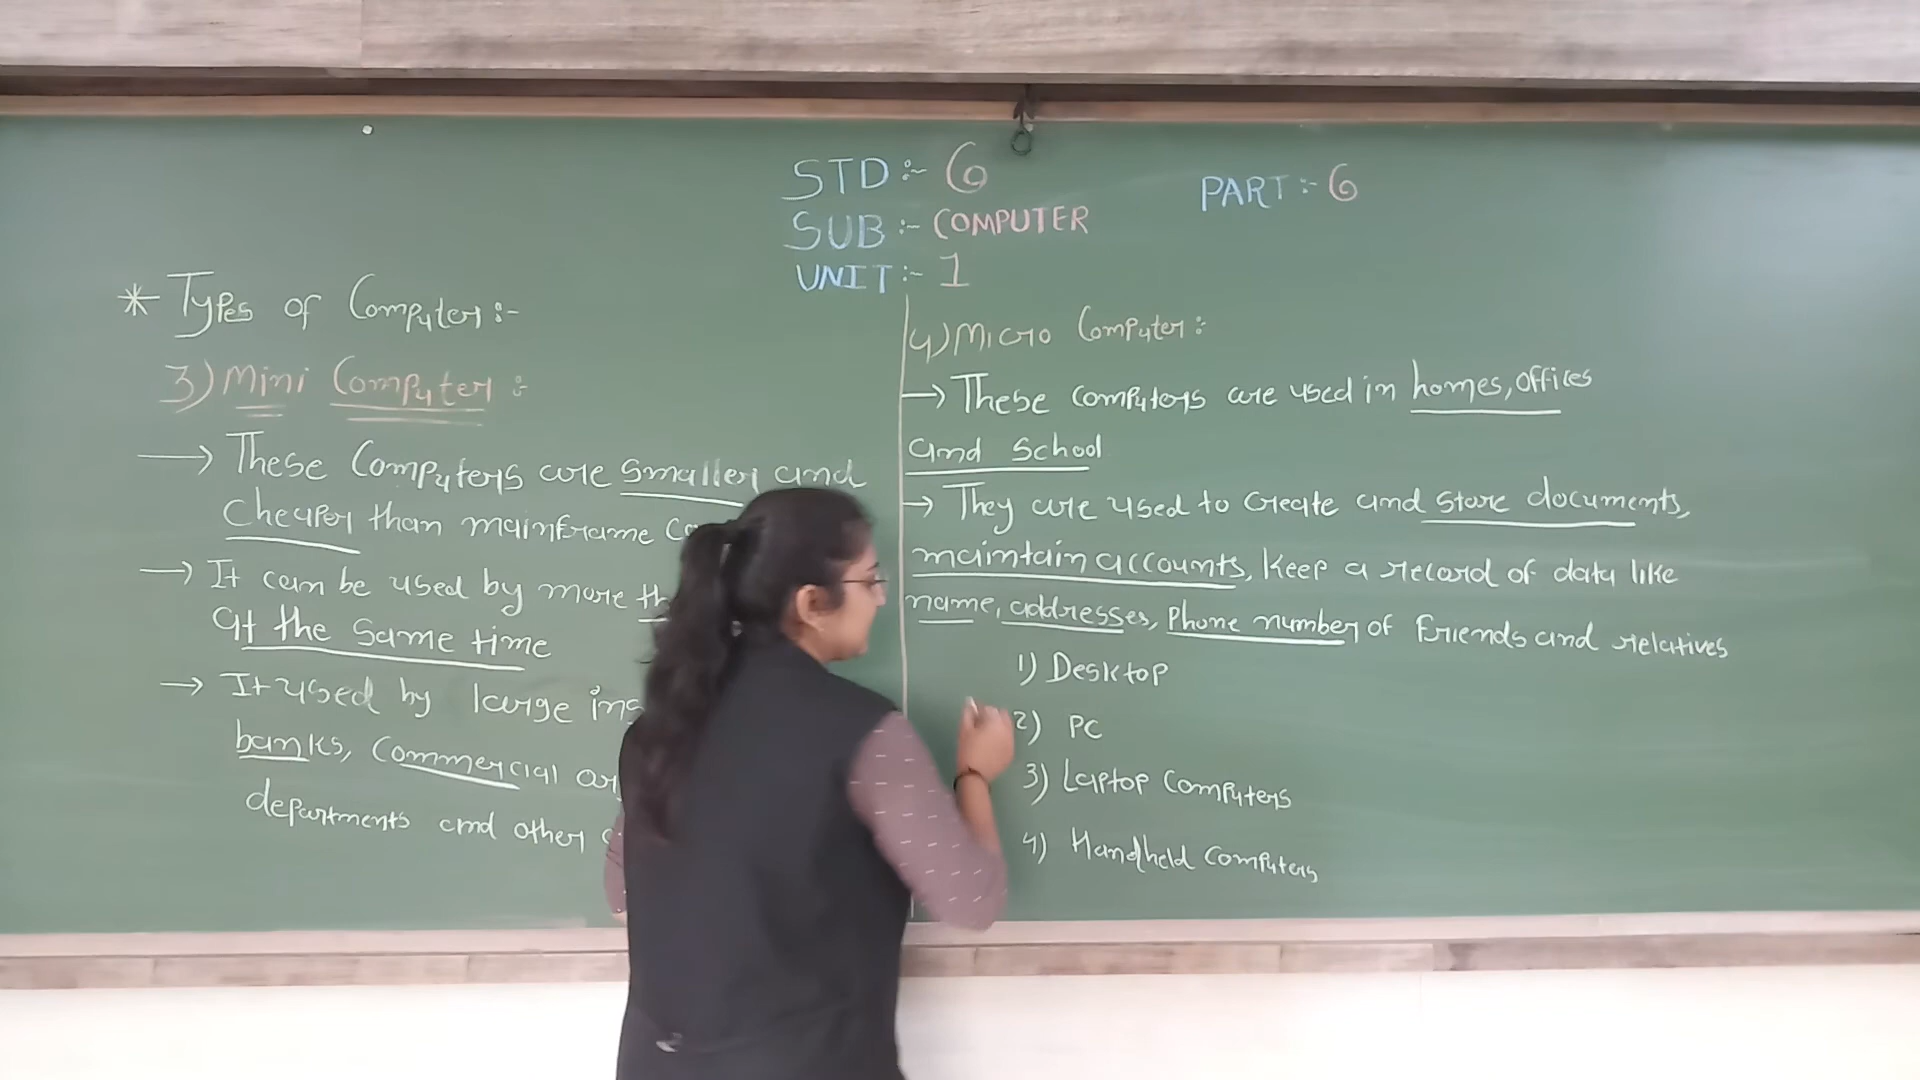 STD :- 6
PART :- 6
SUB :- COMPUTER
UNIT :- 1
* Types of Computer :-
3) Mini Computer :
→ These Computers are smaller and
Cheaper than mainframe
→ It can be used by more
at the same time
→ It used by large
banks, Commercial
departments and other
4) Micro Computer :
→ These computers are used in homes, offices
and school
→ They are used to create and store documents,
maintain accounts, keep a record of data like
name, addresses, phone number of friends and relatives
1) Desktop
2) PC
3) Laptop Computers
4) Handheld Computers